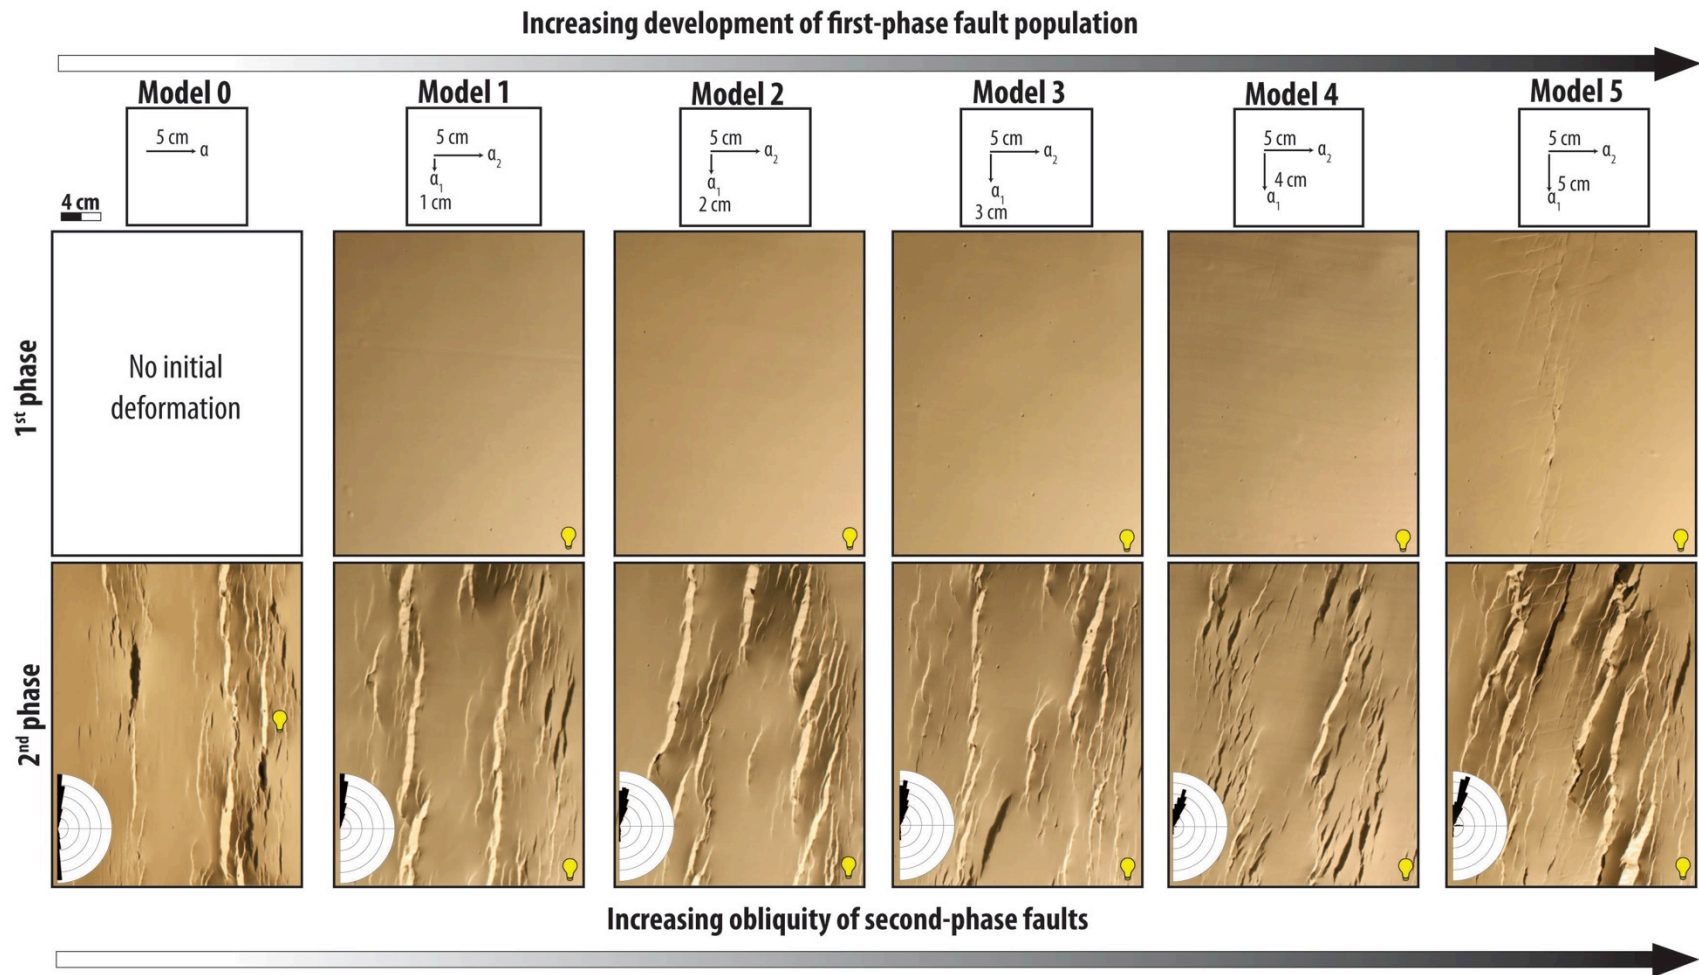 Increasing development of first-phase fault population
Model 0
Model 1
Model 2
Model 3
Model 4
Model 5
5 cm
α
5 cm
α₂
α₁
1 cm
5 cm
α₂
α₁
2 cm
5 cm
α₂
α₁
3 cm
5 cm
α₂
4 cm
α₁
5 cm
α₂
5 cm
α₁
4 cm
1st phase
No initial
deformation
2nd phase
Increasing obliquity of second-phase faults